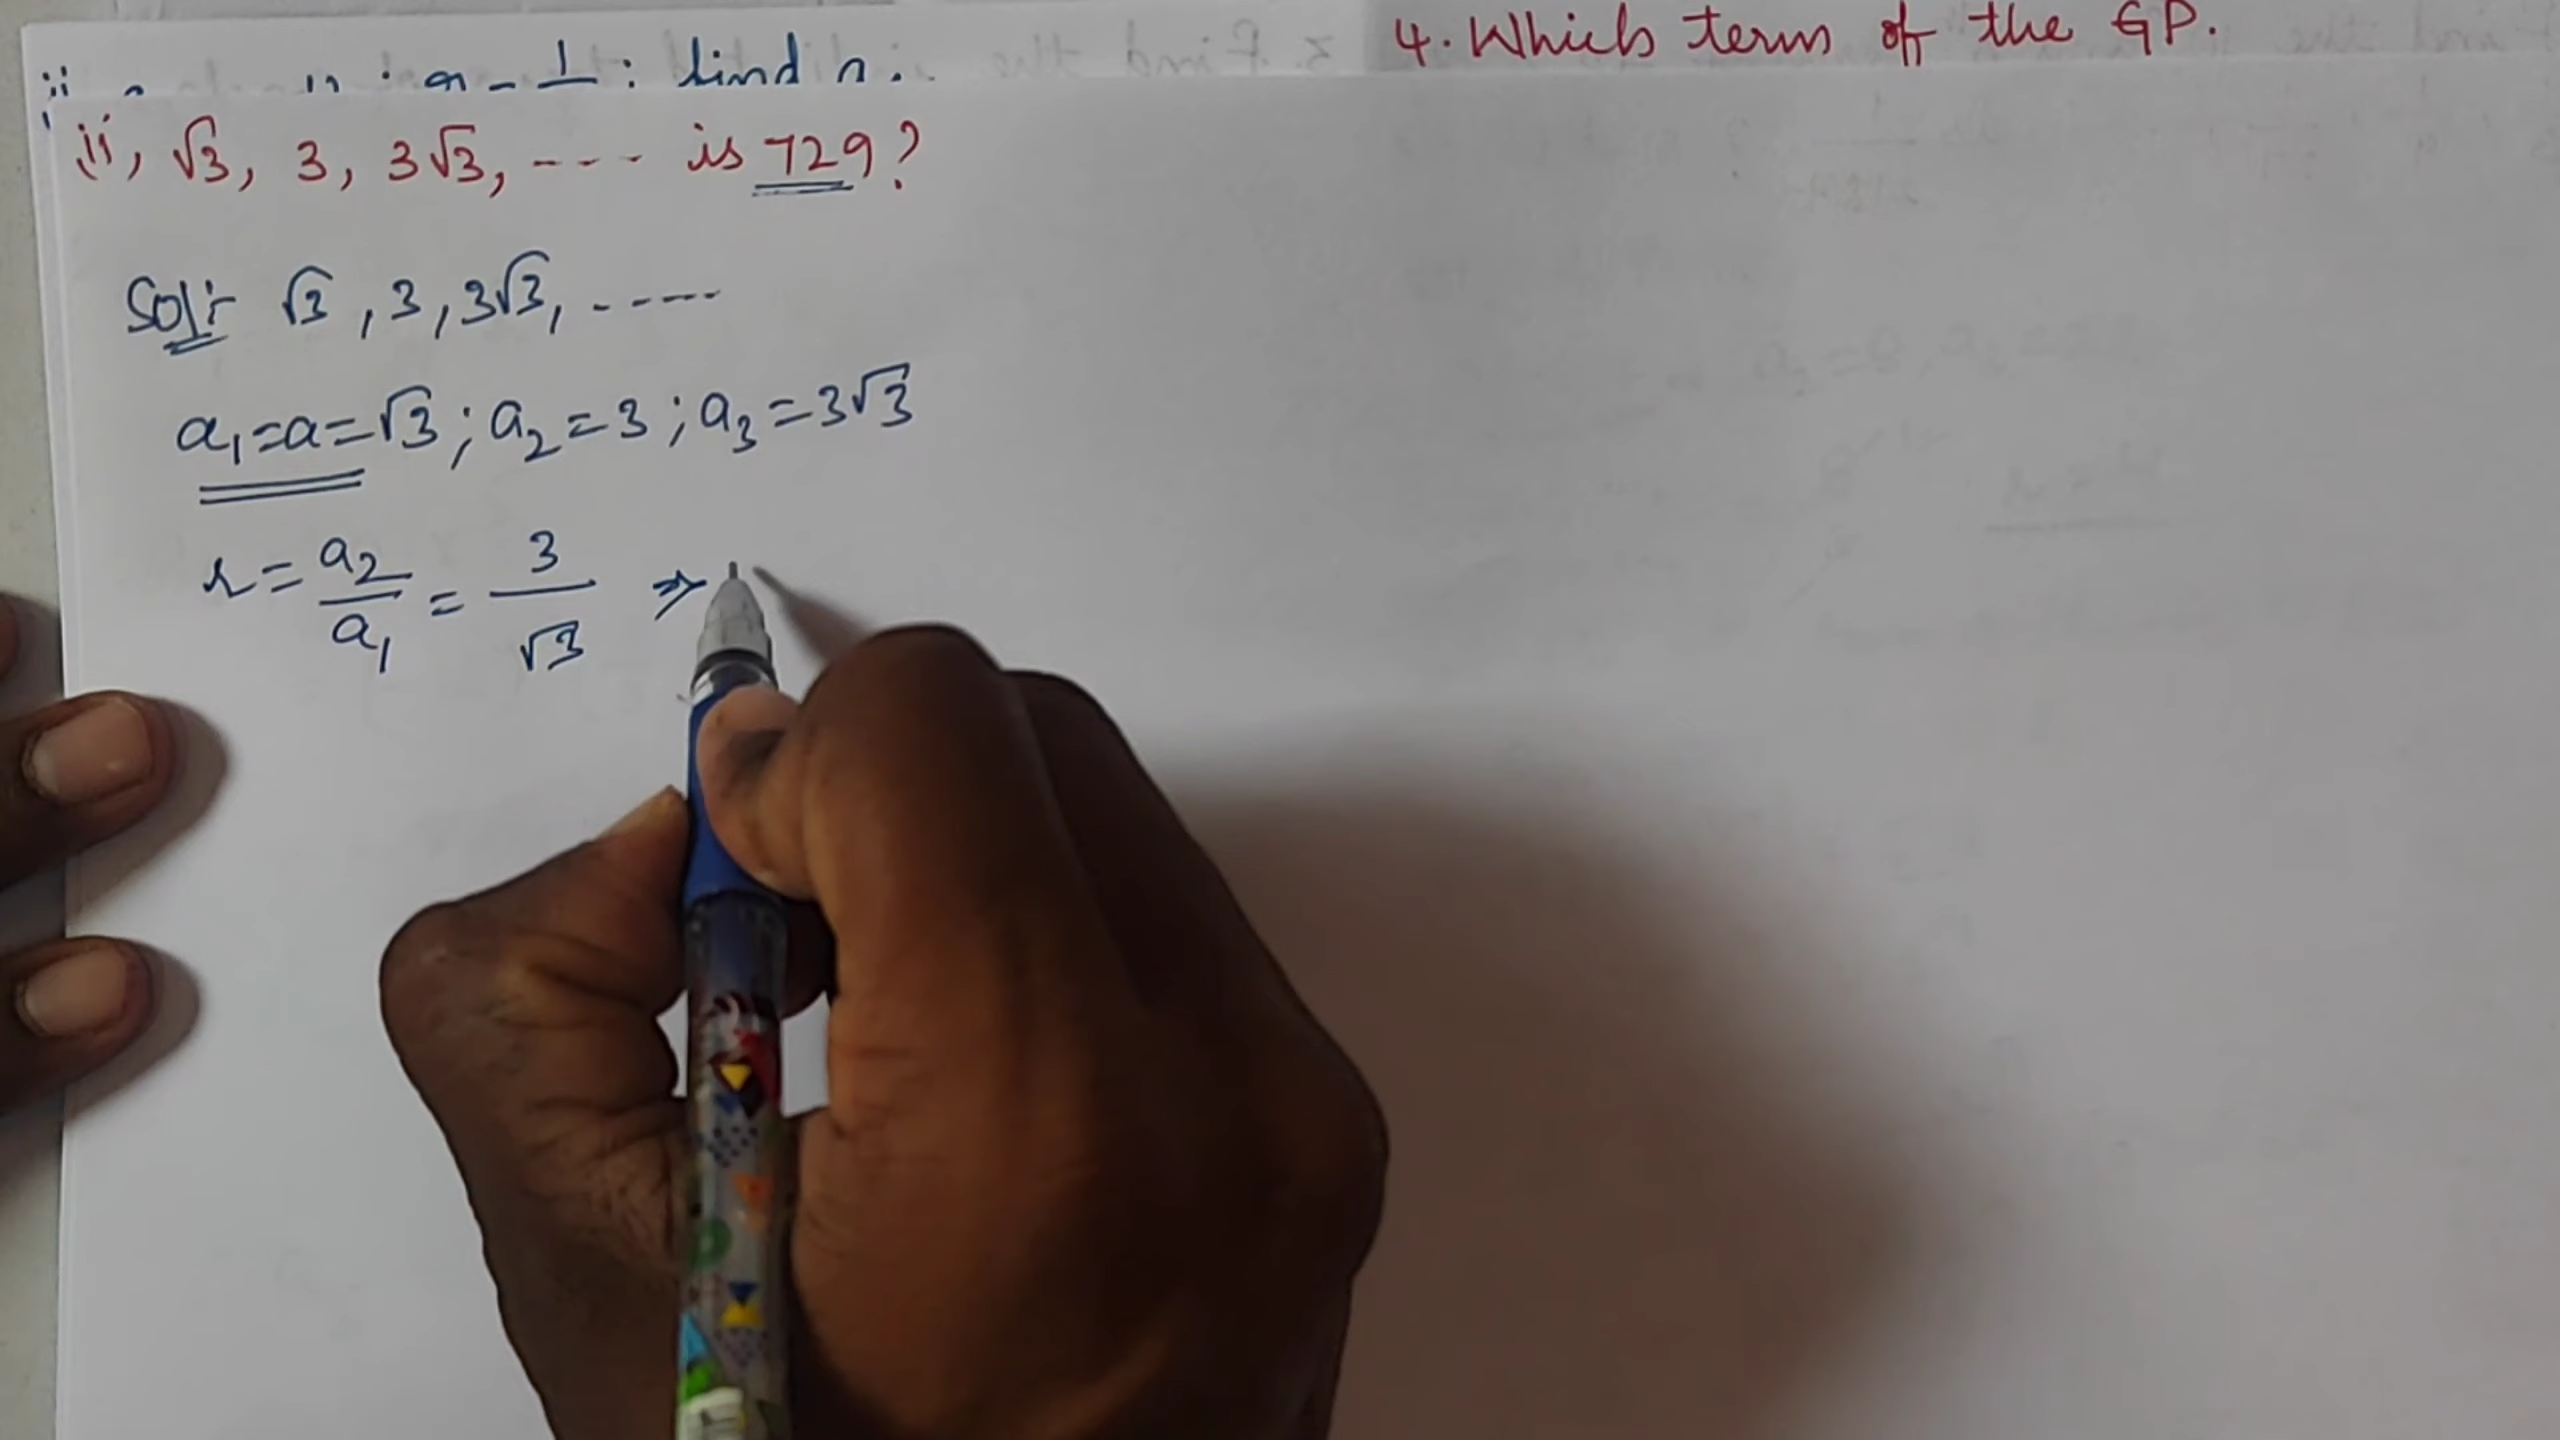 4. Which term of the GP.
find n.
ii, √3, 3, 3√3, ---- is 729?
Sol:- √3, 3, 3√3, -----
a₁=a=√3; a₂=3; a₃=3√3
r = a₂/a₁ = 3/√3 ⇒